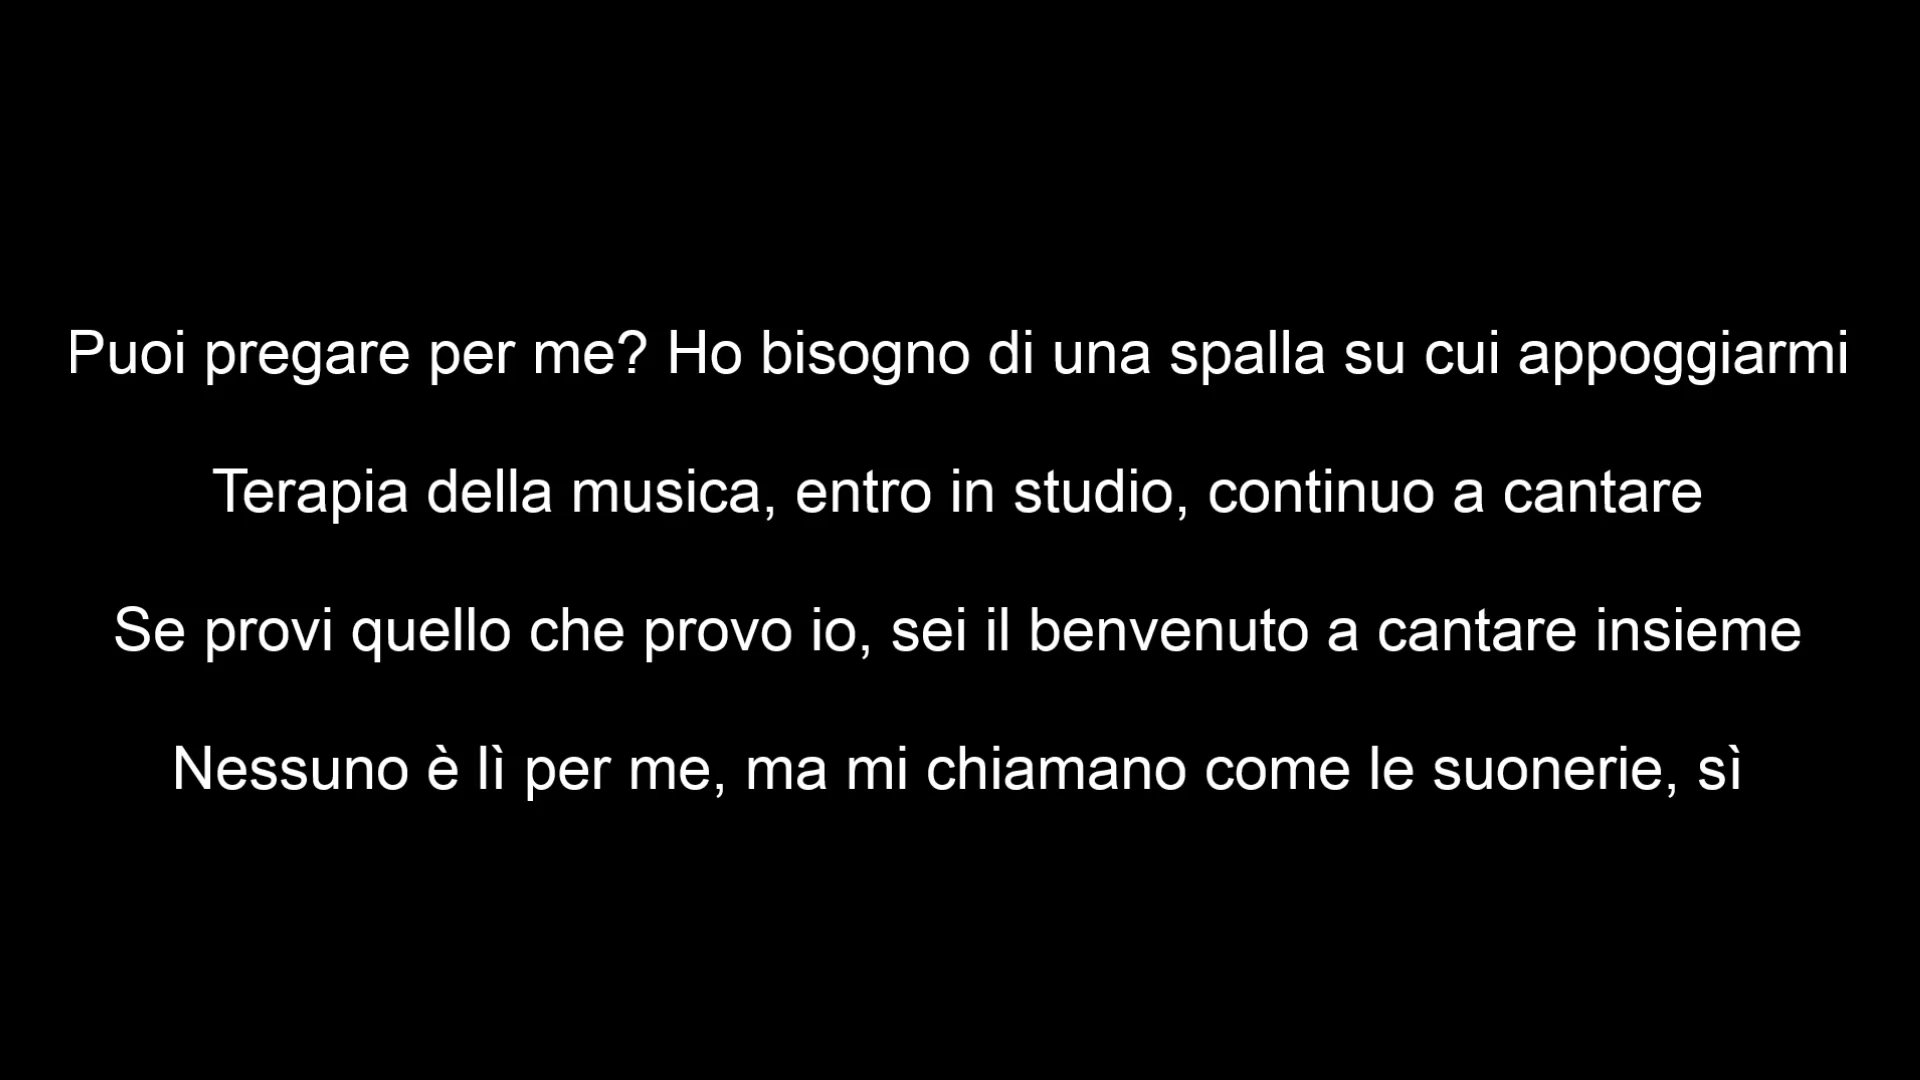 Puoi pregare per me? Ho bisogno di una spalla su cui appoggiarmi
Terapia della musica, entro in studio, continuo a cantare
Se provi quello che provo io, sei il benvenuto a cantare insieme
Nessuno è lì per me, ma mi chiamano come le suonerie, sì